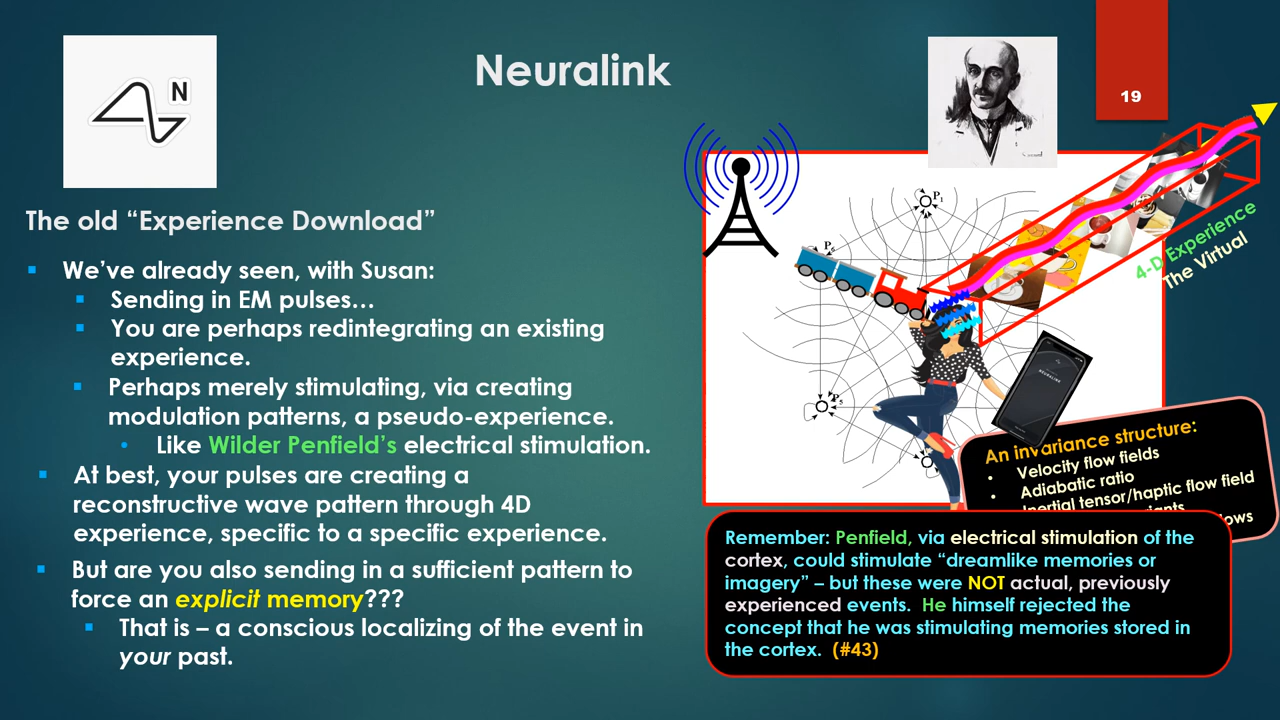 N
Neuralink
19
The old “Experience Download”
We’ve already seen, with Susan:
Sending in EM pulses…
You are perhaps redintegrating an existing
experience.
Perhaps merely stimulating, via creating
modulation patterns, a pseudo-experience.
Like Wilder Penfield’s electrical stimulation.
At best, your pulses are creating a
reconstructive wave pattern through 4D
experience, specific to a specific experience.
But are you also sending in a sufficient pattern to
force an explicit memory???
That is – a conscious localizing of the event in
your past.
P1
P6
P5
4-D Experience
The Virtual
NEURALINK
An invariance structure:
Velocity flow fields
Adiabatic ratio
Inertial tensor/haptic flow field
Remember: Penfield, via electrical stimulation of the
cortex, could stimulate “dreamlike memories or
imagery” – but these were NOT actual, previously
experienced events. He himself rejected the
concept that he was stimulating memories stored in
the cortex. (#43)